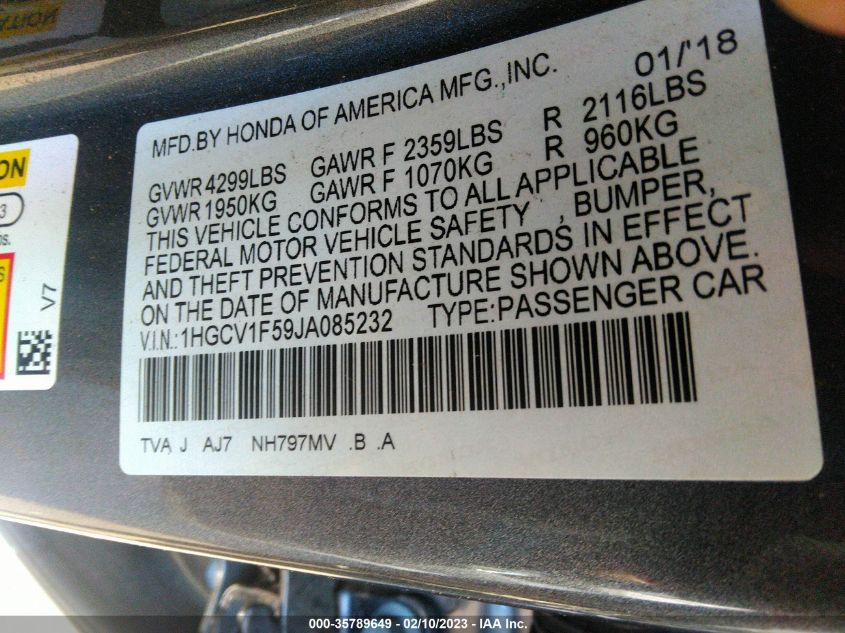 MFD.BY HONDA OF AMERICA MFG.,INC. 01/'18
GVWR 4299LBS GAWR F 2359LBS R 2116LBS
GVWR 1950KG GAWR F 1070KG R 960KG
THIS VEHICLE CONFORMS TO ALL APPLICABLE
FEDERAL MOTOR VEHICLE SAFETY , BUMPER,
AND THEFT PREVENTION STANDARDS IN EFFECT
ON THE DATE OF MANUFACTURE SHOWN ABOVE.
V.I.N.:1HGCV1F59JA085232 TYPE:PASSENGER CAR
TVA J AJ7 NH797MV .B .A
V7
000-35789649 - 02/10/2023 - © IAA Inc.